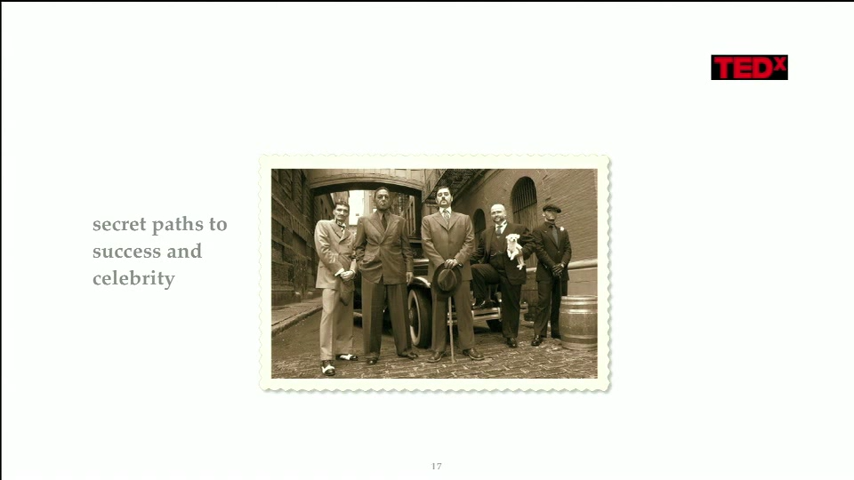 TEDx
secret paths to
success and
celebrity
17